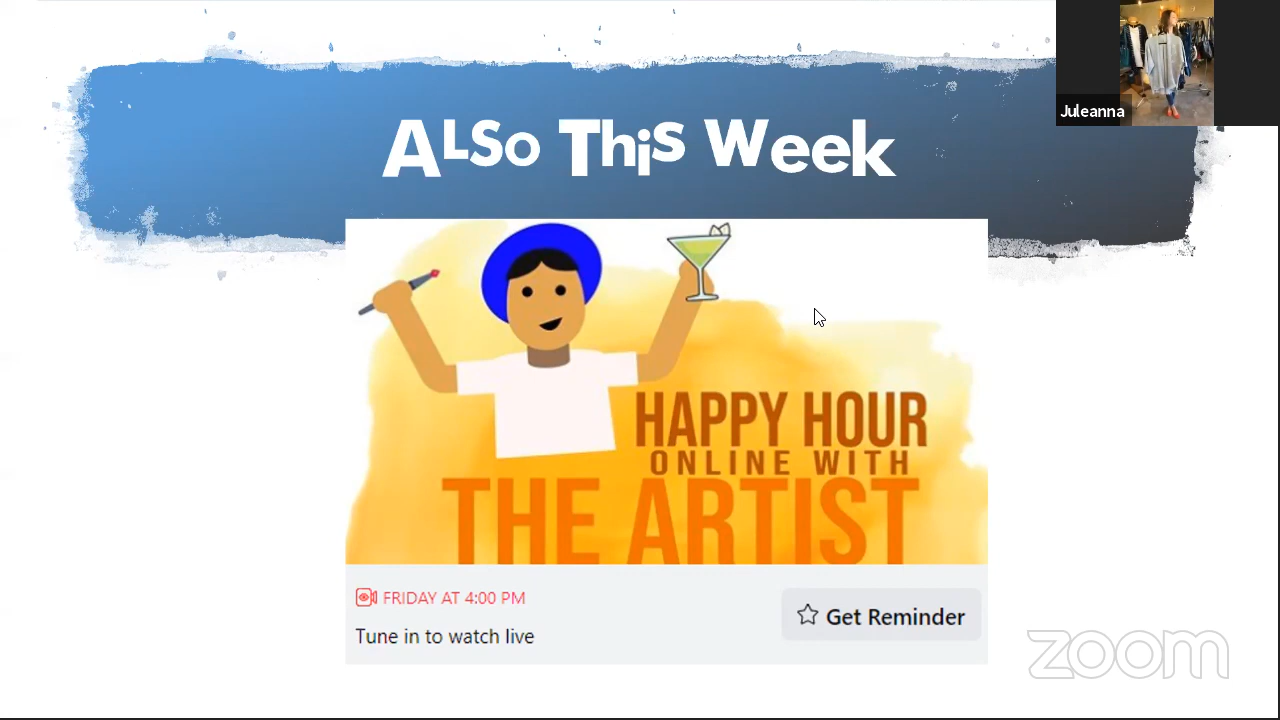 Juleanna
ALSo ThiS Week
HAPPY HOUR
ONLINE WITH
THE ARTIST
FRIDAY AT 4:00 PM
Get Reminder
Tune in to watch live
zoom